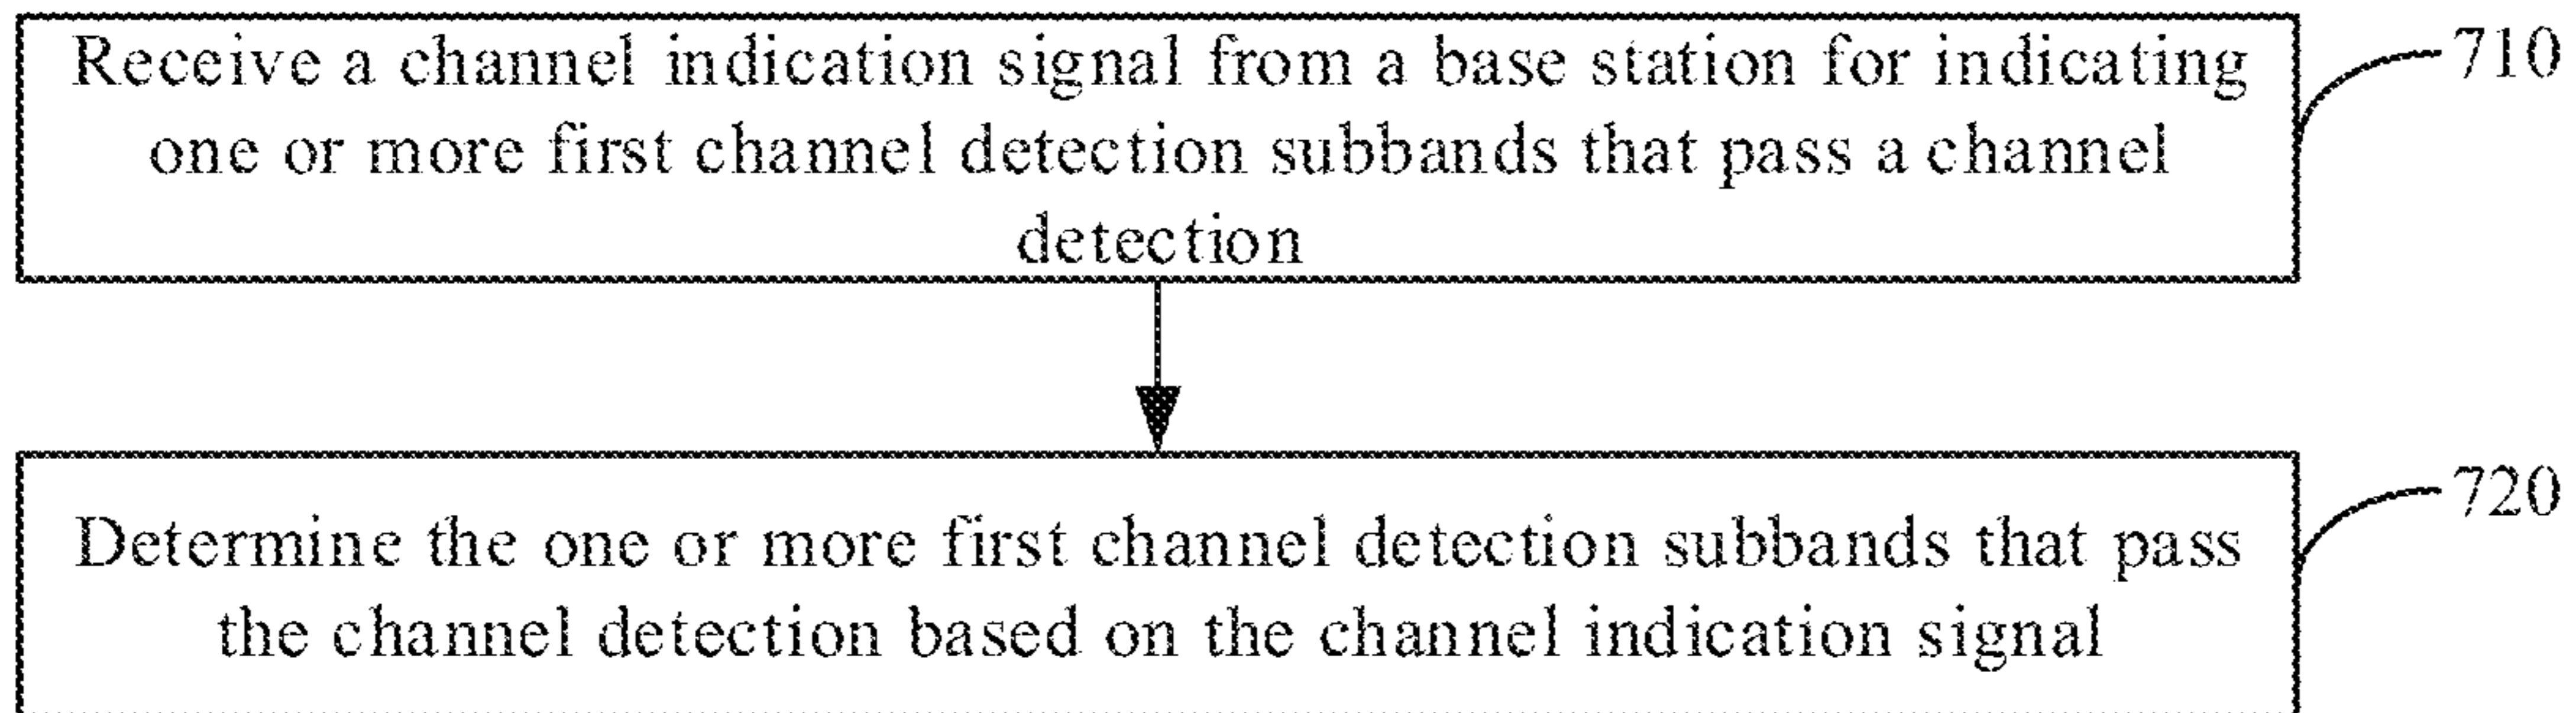 Receive a channel indication signal from a base station for indicating
one or more first channel detection subbands that pass a channel
detection
710
Determine the one or more first channel detection subbands that pass
the channel detection based on the channel indication signal
720